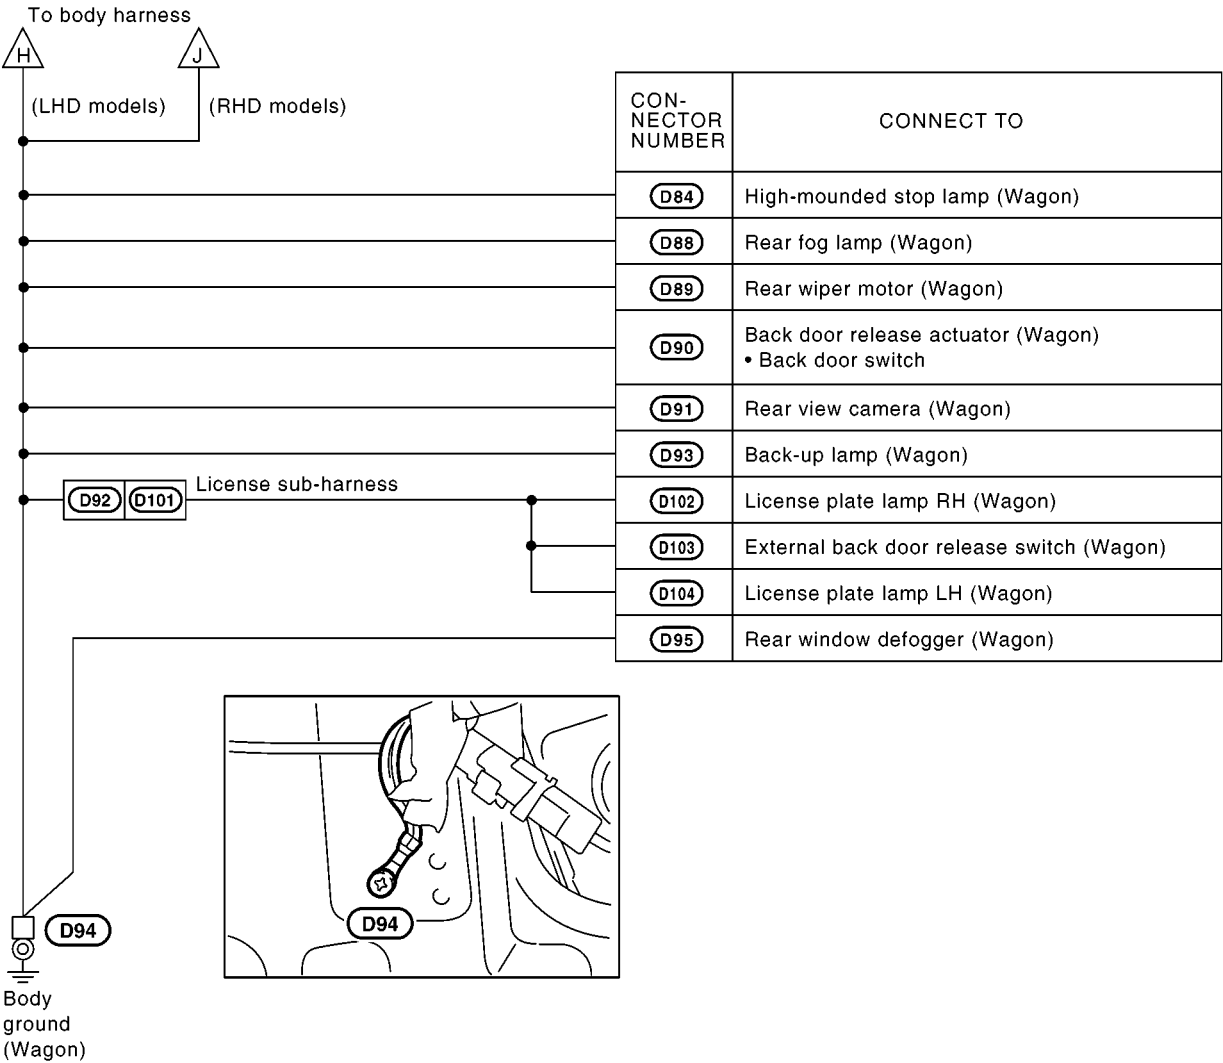 To body harness
H
J
(LHD models)
(RHD models)
CON-
NECTOR
NUMBER
CONNECT TO
D84
High-mounded stop lamp (Wagon)
D88
Rear fog lamp (Wagon)
D89
Rear wiper motor (Wagon)
D90
Back door release actuator (Wagon)
• Back door switch
D91
Rear view camera (Wagon)
D93
Back-up lamp (Wagon)
D92
D101
License sub-harness
D102
License plate lamp RH (Wagon)
D103
External back door release switch (Wagon)
D104
License plate lamp LH (Wagon)
D95
Rear window defogger (Wagon)
D94
D94
Body
ground
(Wagon)